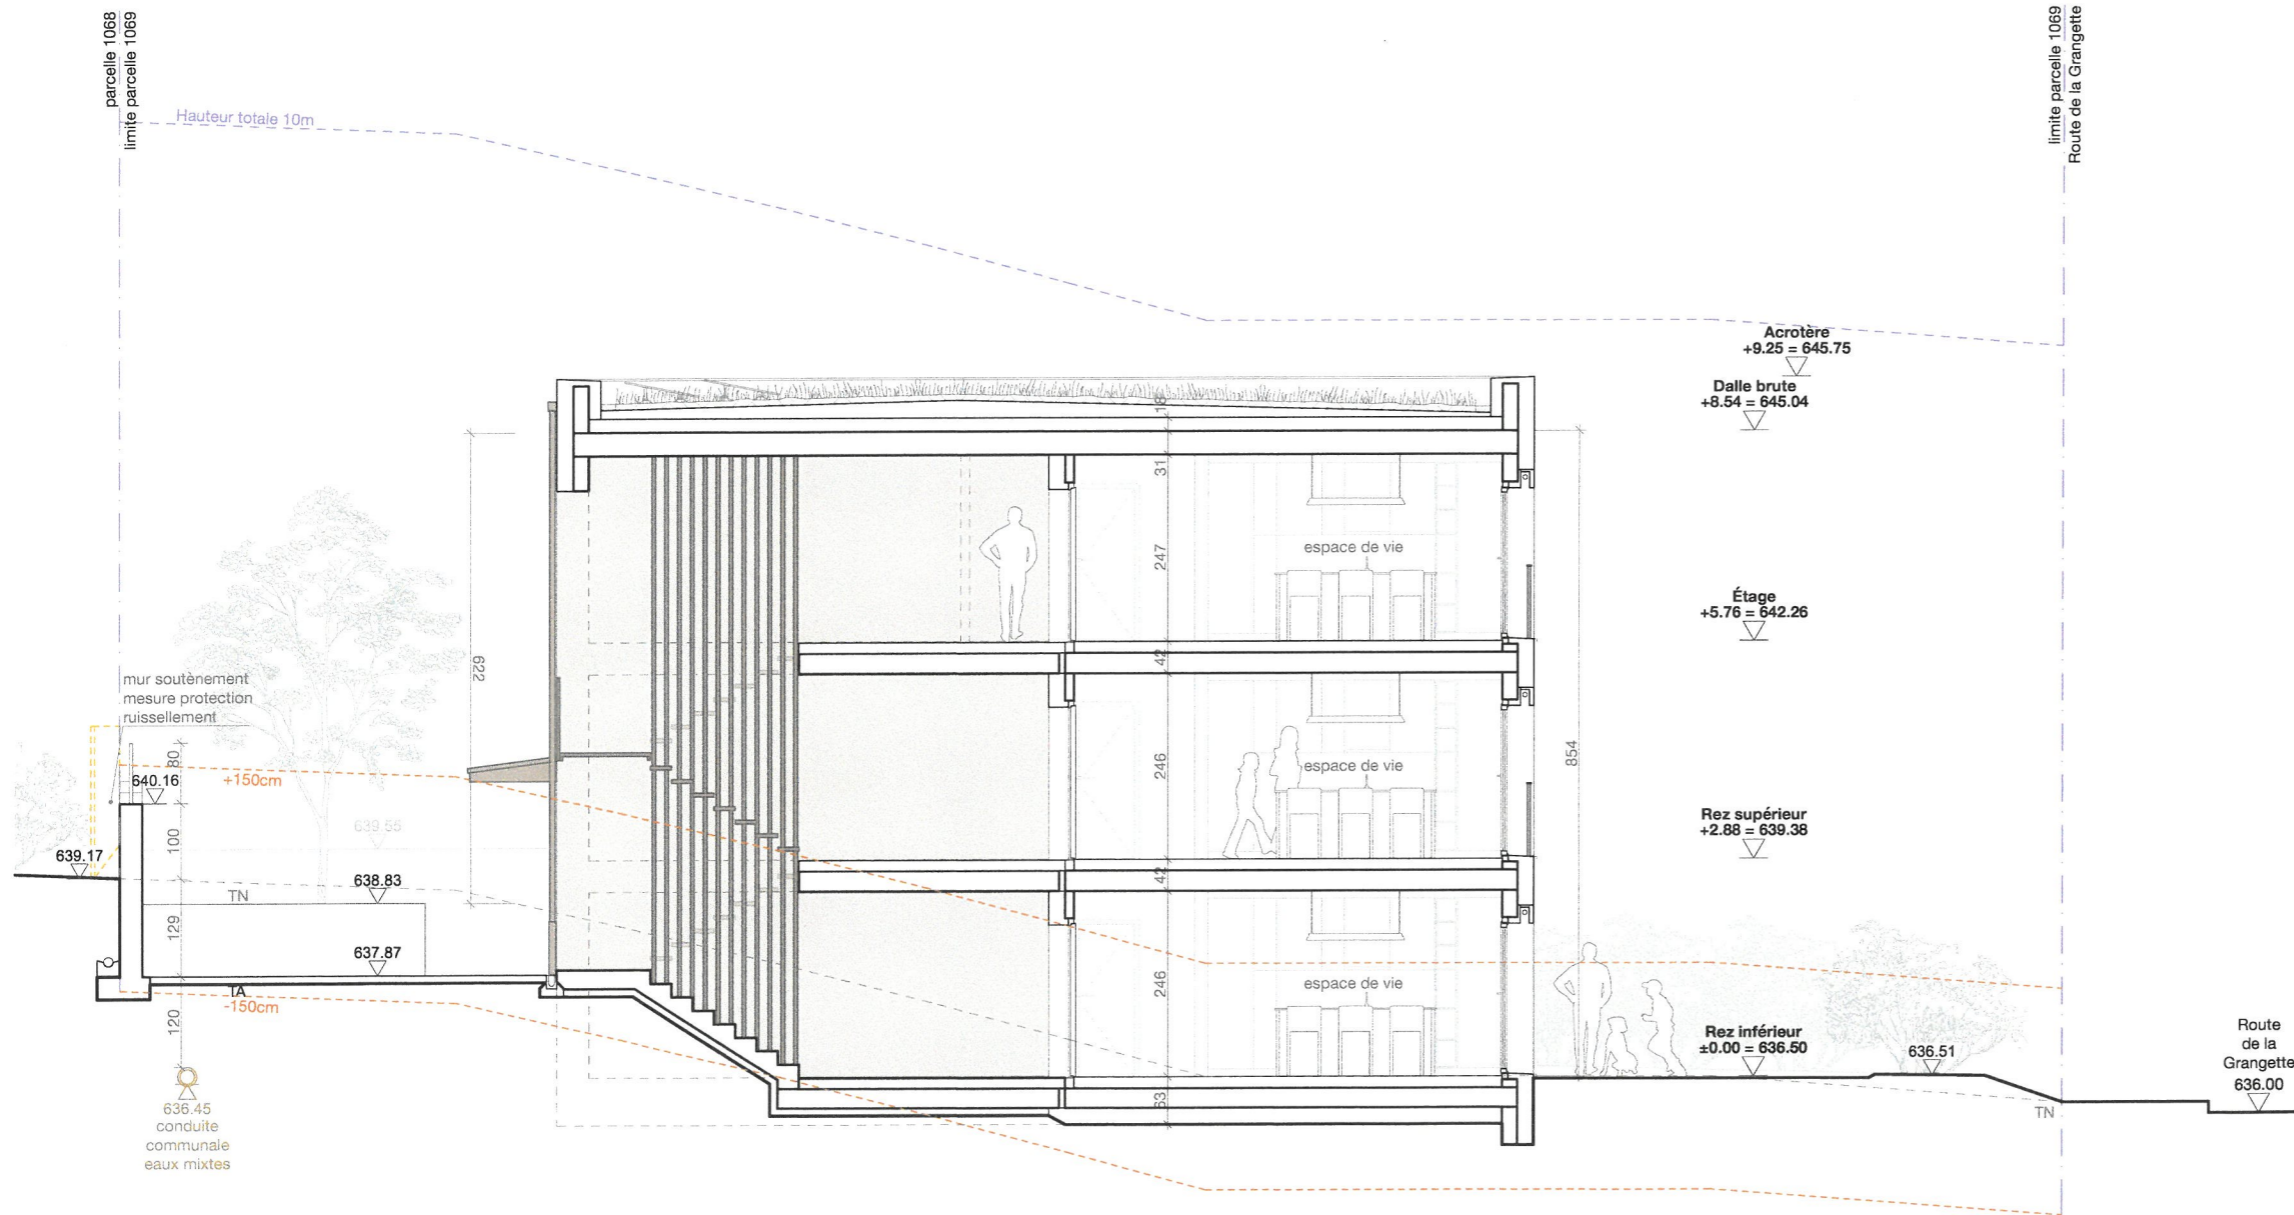 parcelle 1068
limite parcelle 1069
limite parcelle 1069
Route de la Grangette
Hauteur totale 10m
Acrotère
+9.25 = 645.75
Dalle brute
+8.54 = 645.04
18
31
247
espace de vie
Étage
+5.76 = 642.26
42
622
mur soutènement
mesure protection
ruissellement
80
640.16
+150cm
246
espace de vie
854
Rez supérieur
+2.88 = 639.38
639.55
100
639.17
638.83
TN
42
129
637.87
246
espace de vie
TA
-150cm
120
Rez inférieur
±0.00 = 636.50
636.51
Route
de la
Grangette
636.00
63
TN
636.45
conduite
communale
eaux mixtes